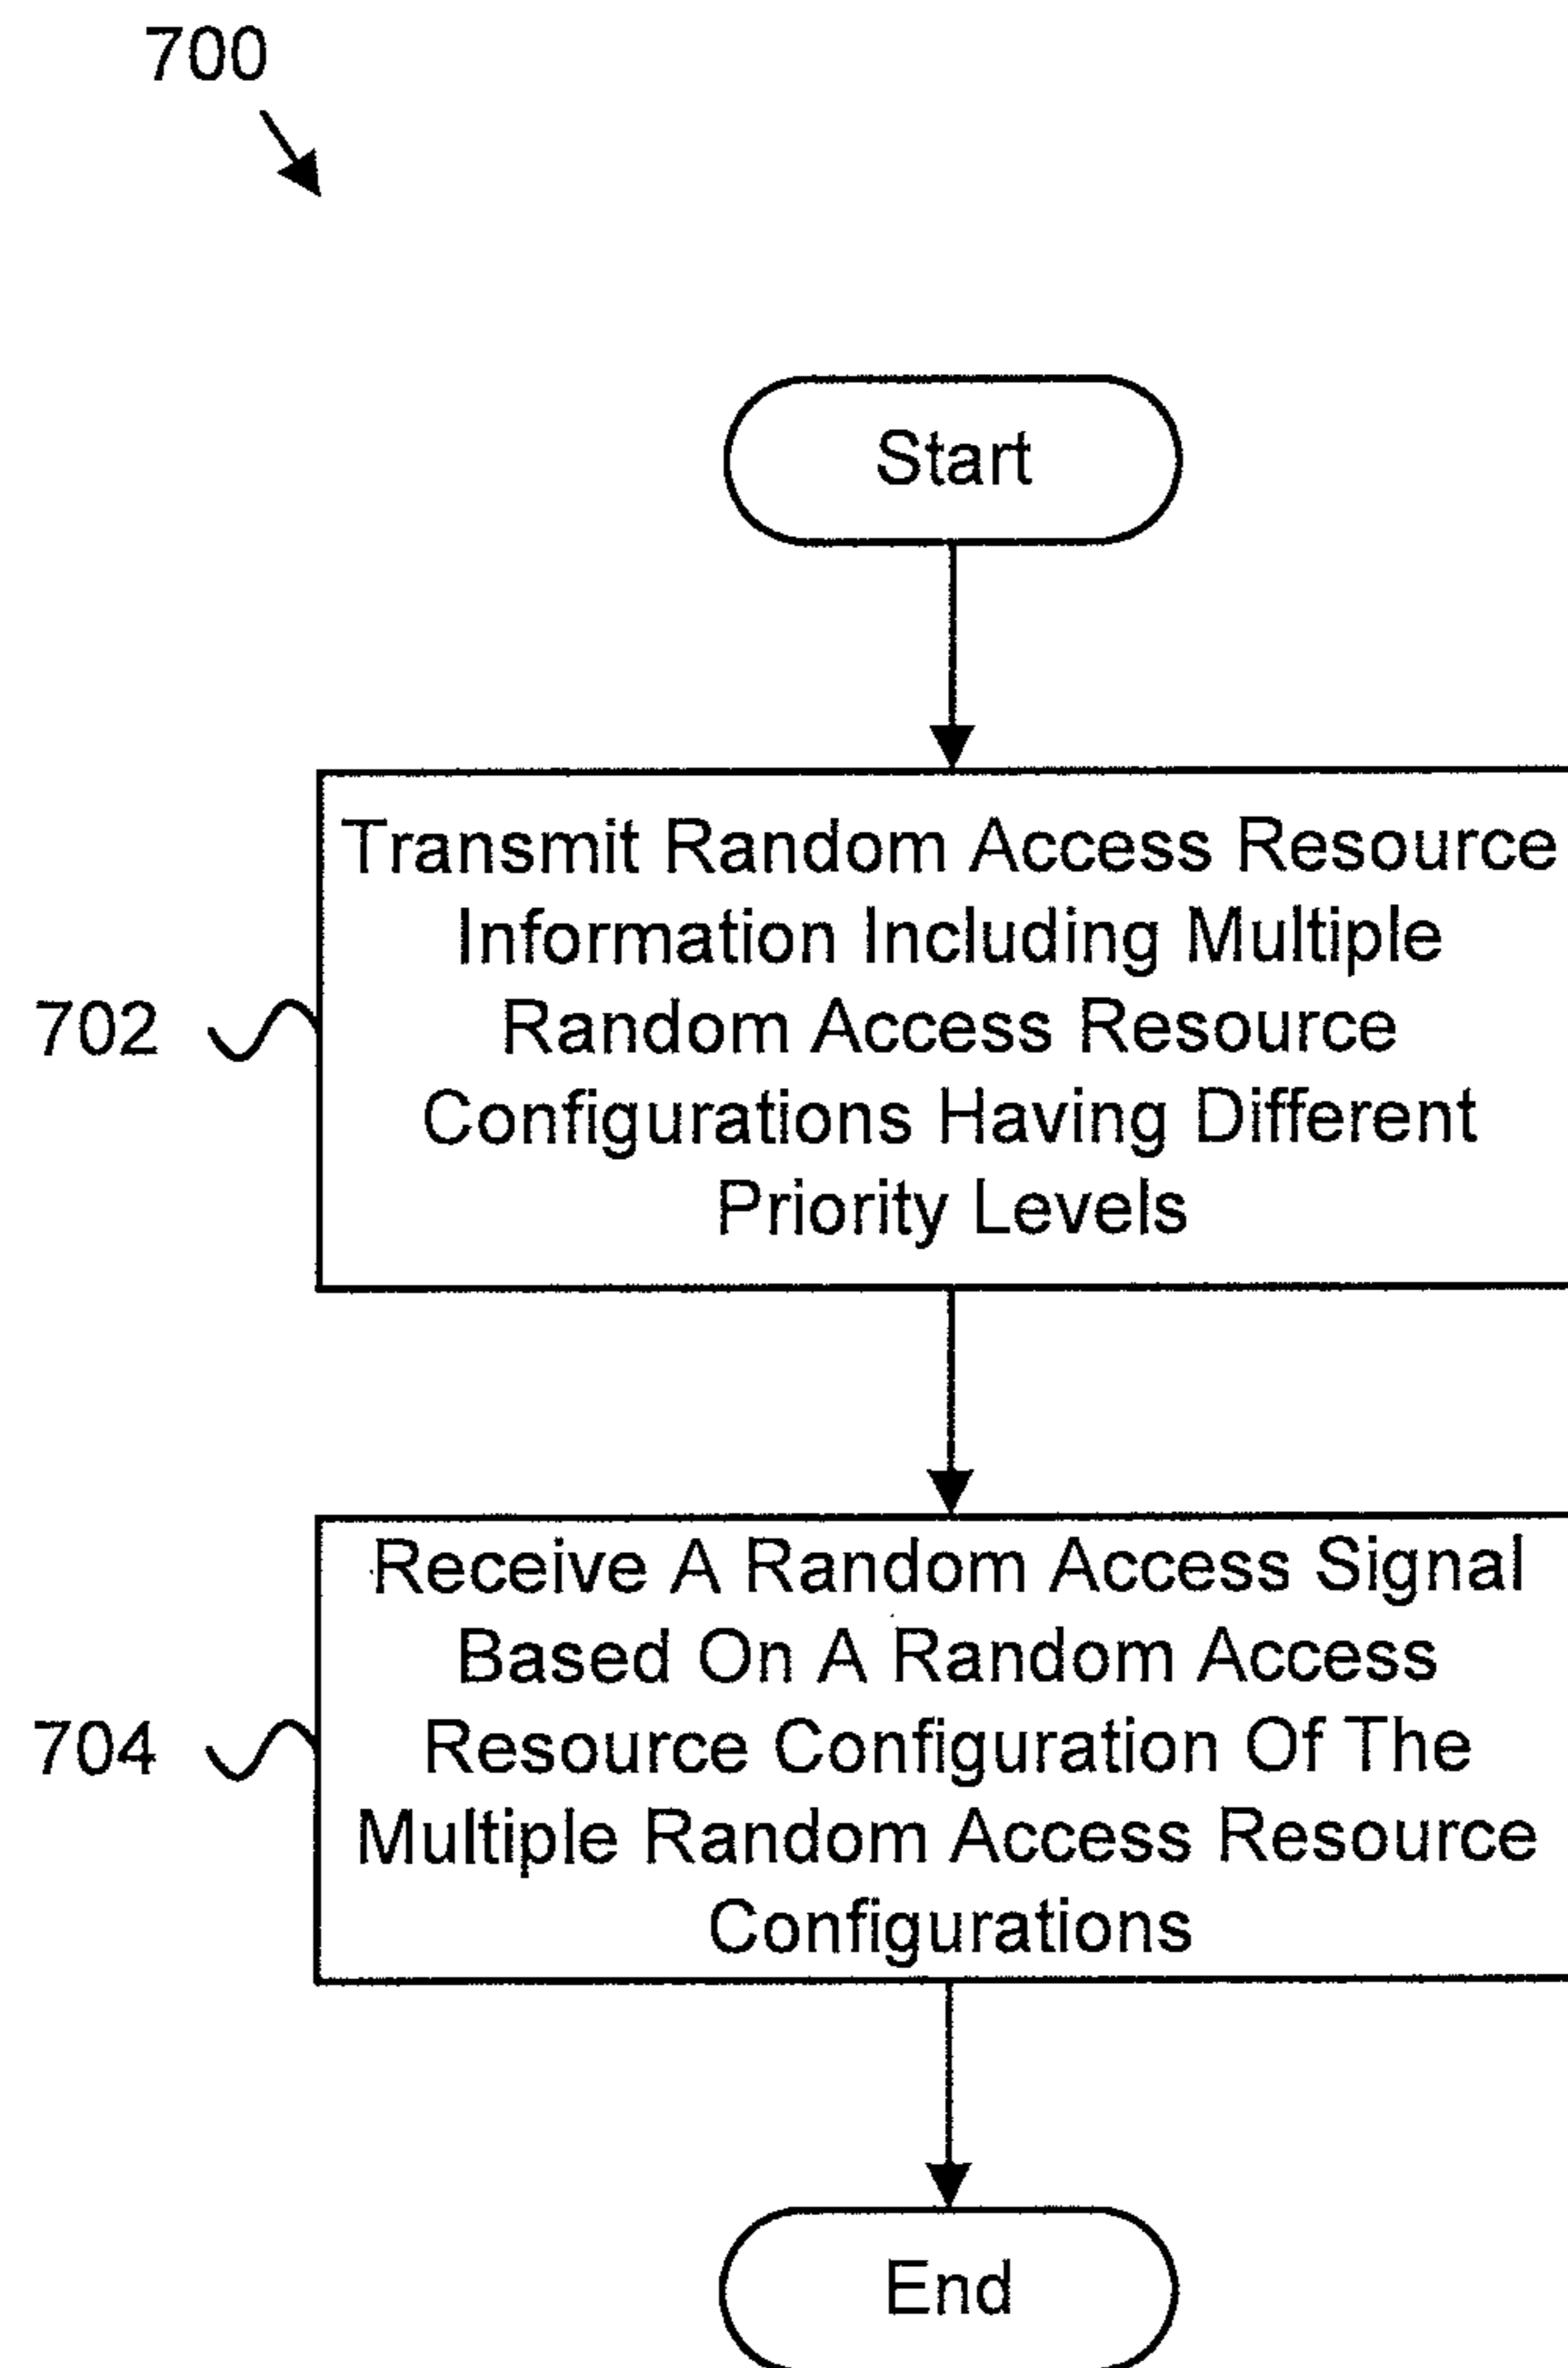 700
Start
Transmit Random Access Resource
Information Including Multiple
Random Access Resource
Configurations Having Different
Priority Levels
702
Receive A Random Access Signal
Based On A Random Access
Resource Configuration Of The
Multiple Random Access Resource
Configurations
704
End